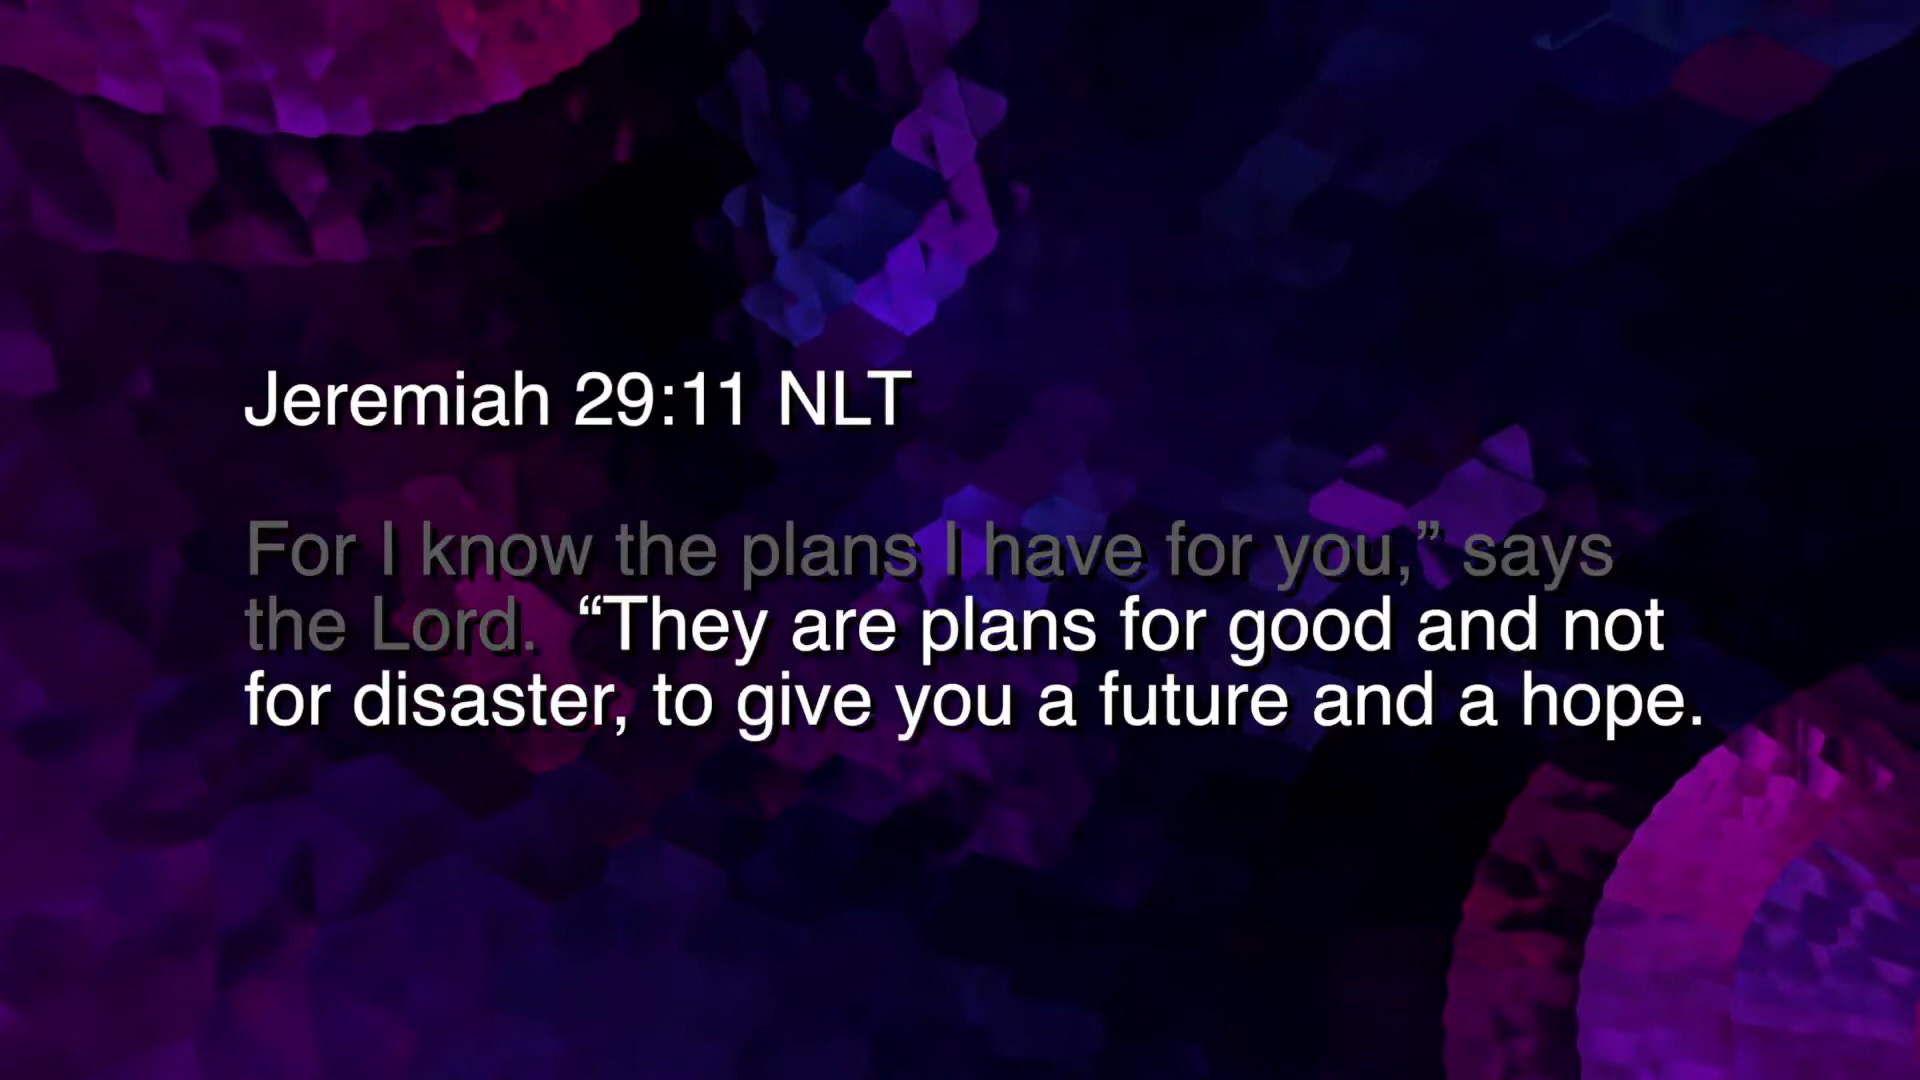 Jeremiah 29:11 NLT
For I know the plans I have for you,” says
the Lord. “They are plans for good and not
for disaster, to give you a future and a hope.